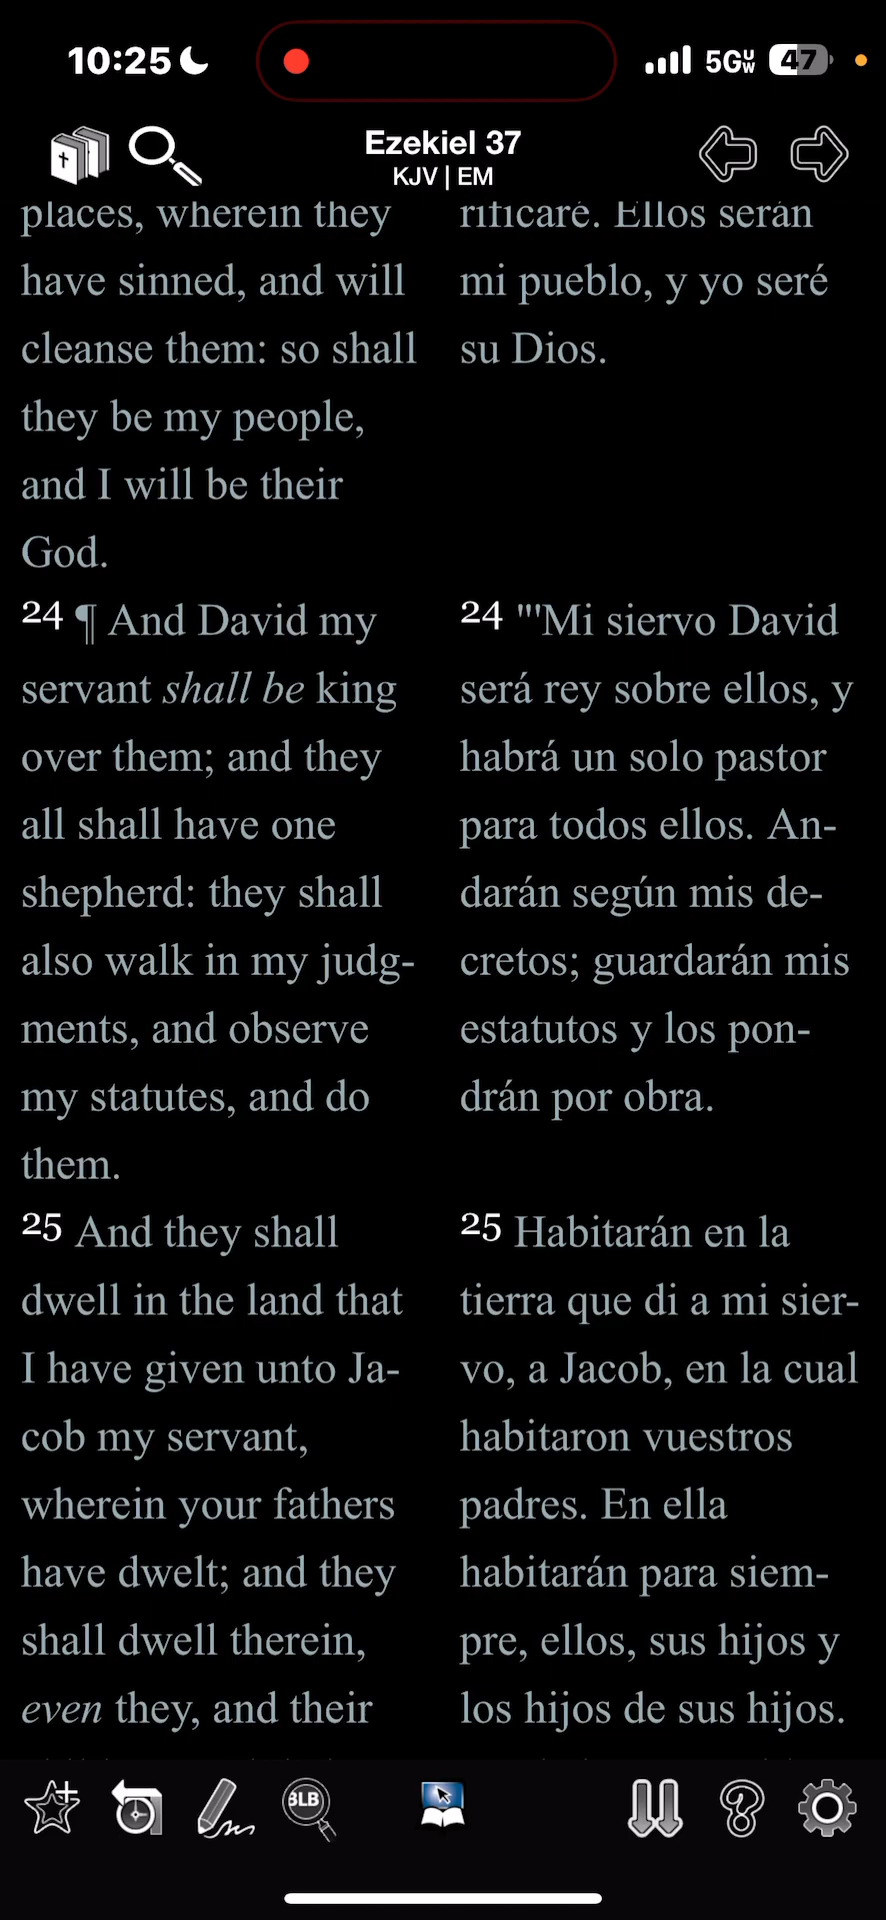 10:25
5G UW
47
Ezekiel 37
KJV | EM
places, wherein they
have sinned, and will
cleanse them: so shall
they be my people,
and I will be their
God.
24 ¶ And David my
servant shall be king
over them; and they
all shall have one
shepherd: they shall
also walk in my judg-
ments, and observe
my statutes, and do
them.
25 And they shall
dwell in the land that
I have given unto Ja-
cob my servant,
wherein your fathers
have dwelt; and they
shall dwell therein,
even they, and their
rificaré. Ellos serán
mi pueblo, y yo seré
su Dios.
24 "'Mi siervo David
será rey sobre ellos, y
habrá un solo pastor
para todos ellos. An-
darán según mis de-
cretos; guardarán mis
estatutos y los pon-
drán por obra.
25 Habitarán en la
tierra que di a mi sier-
vo, a Jacob, en la cual
habitaron vuestros
padres. En ella
habitarán para siem-
pre, ellos, sus hijos y
los hijos de sus hijos.
BLB